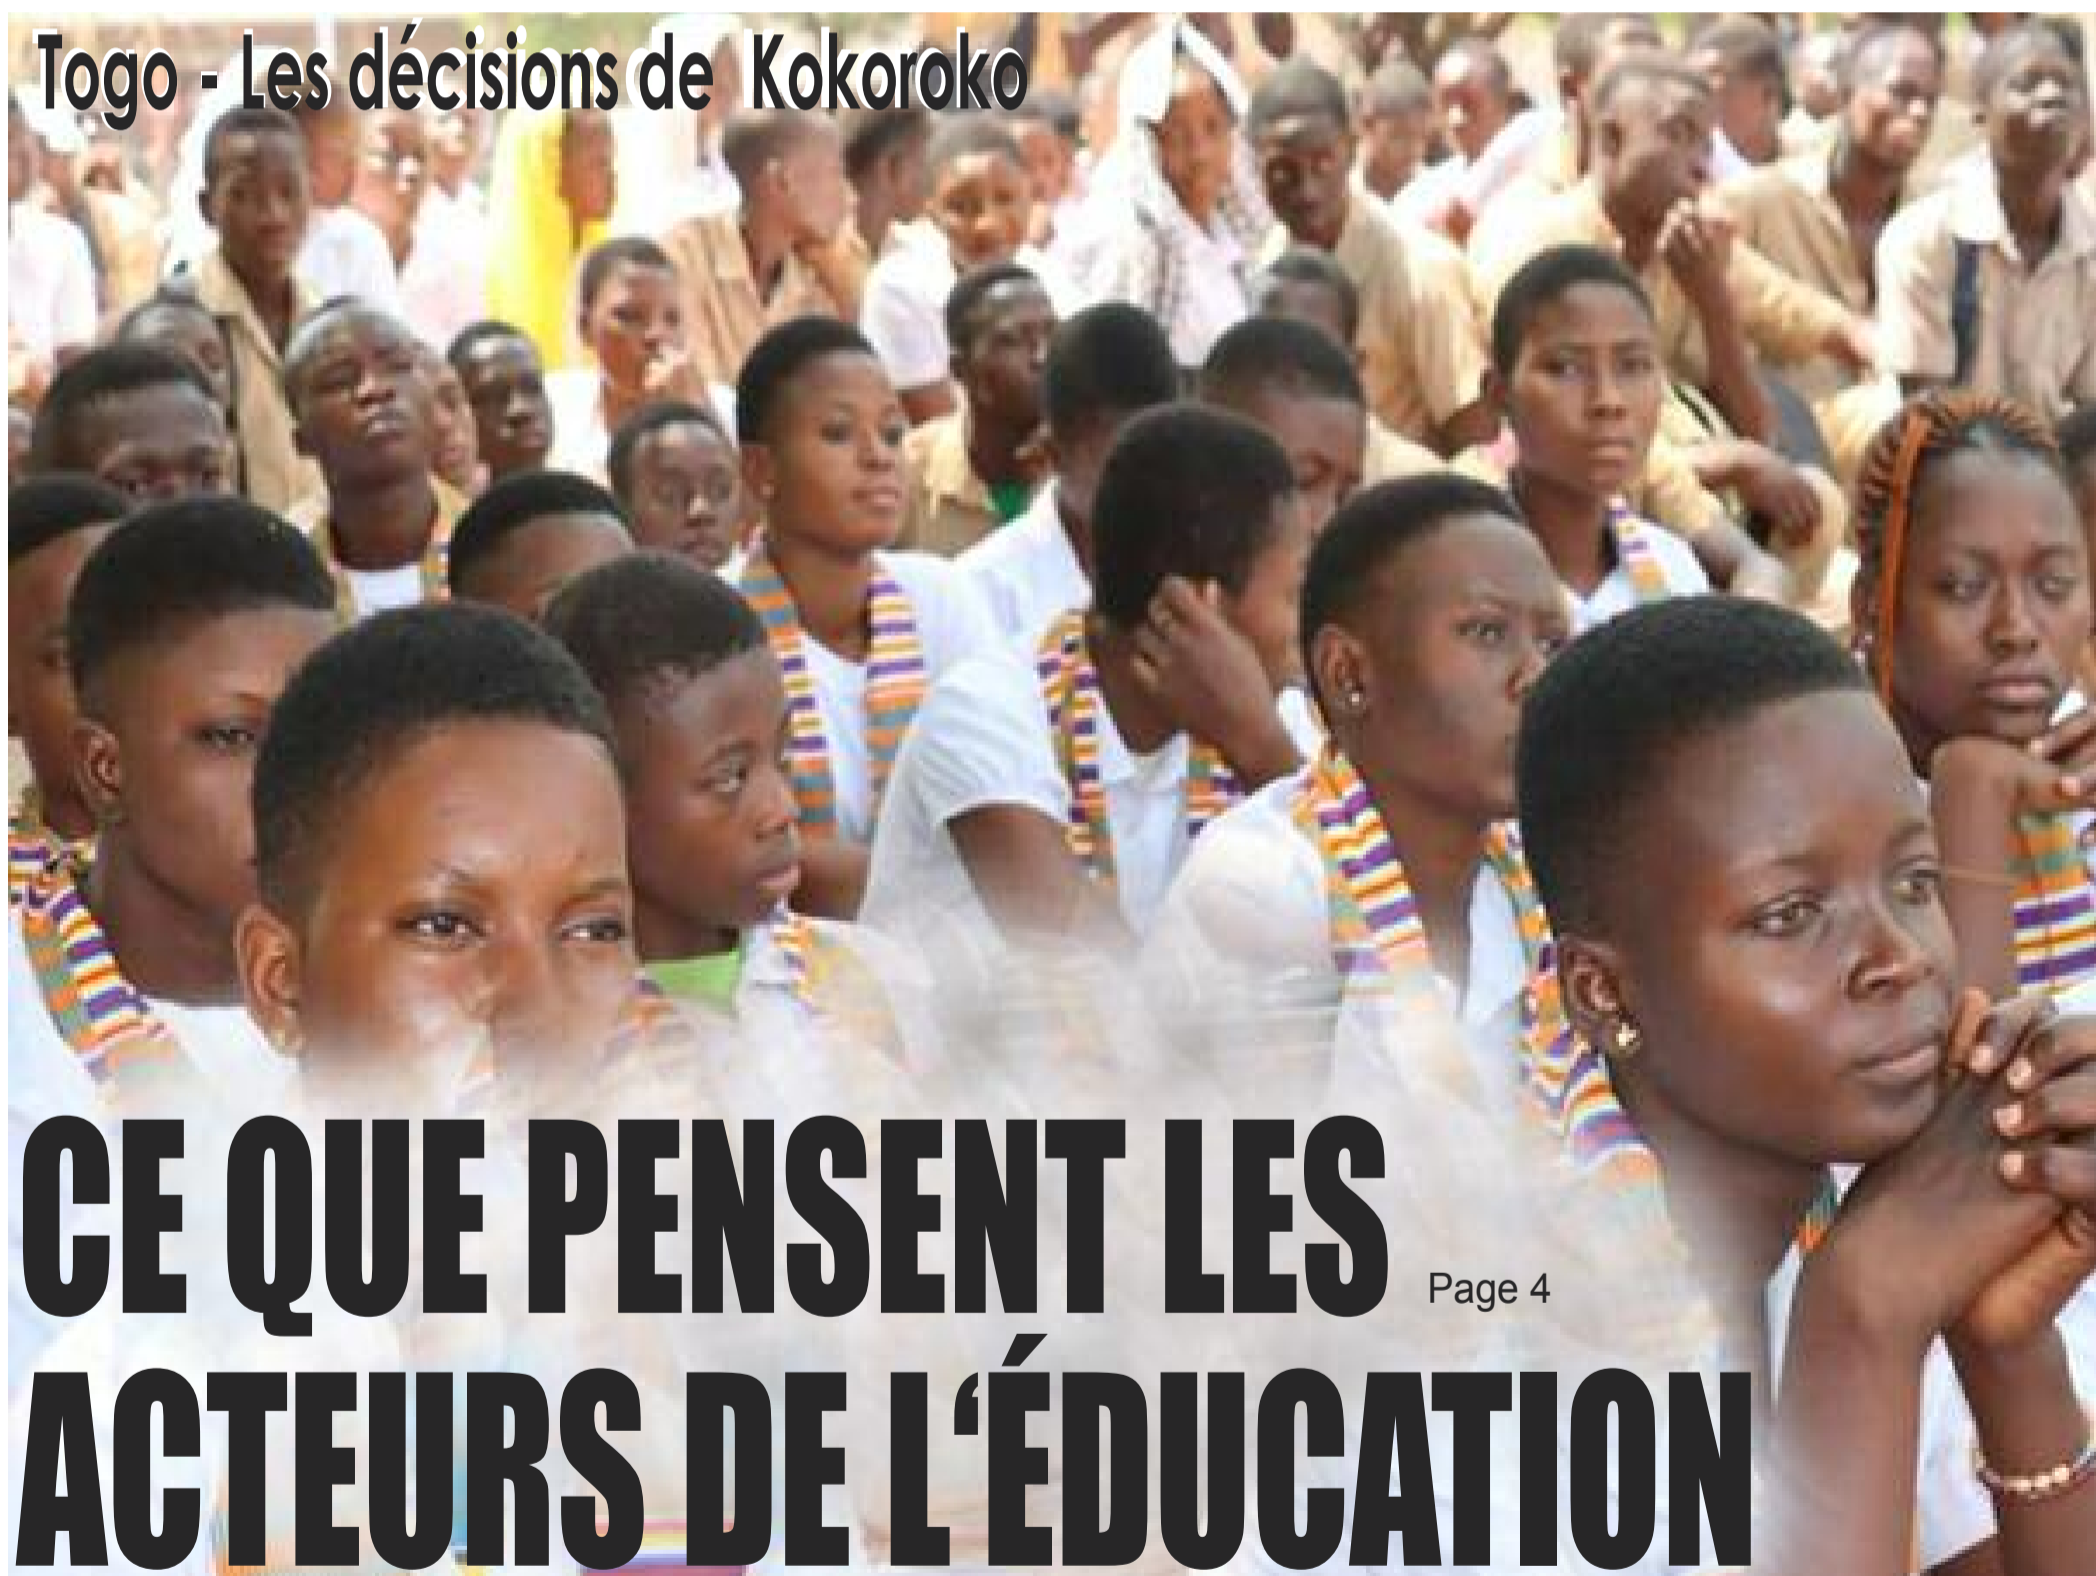 Togo - Les décisions de Kokoroko
CE QUE PENSENT LES
Page 4
ACTEURS DE L‘ÉDUCATION